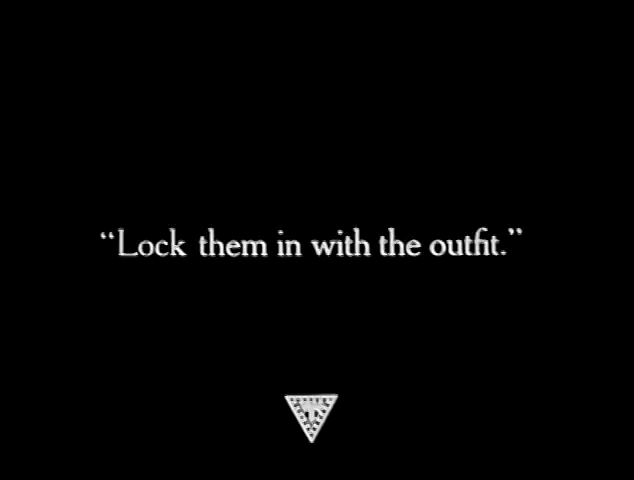 “Lock them in with the outfit.”